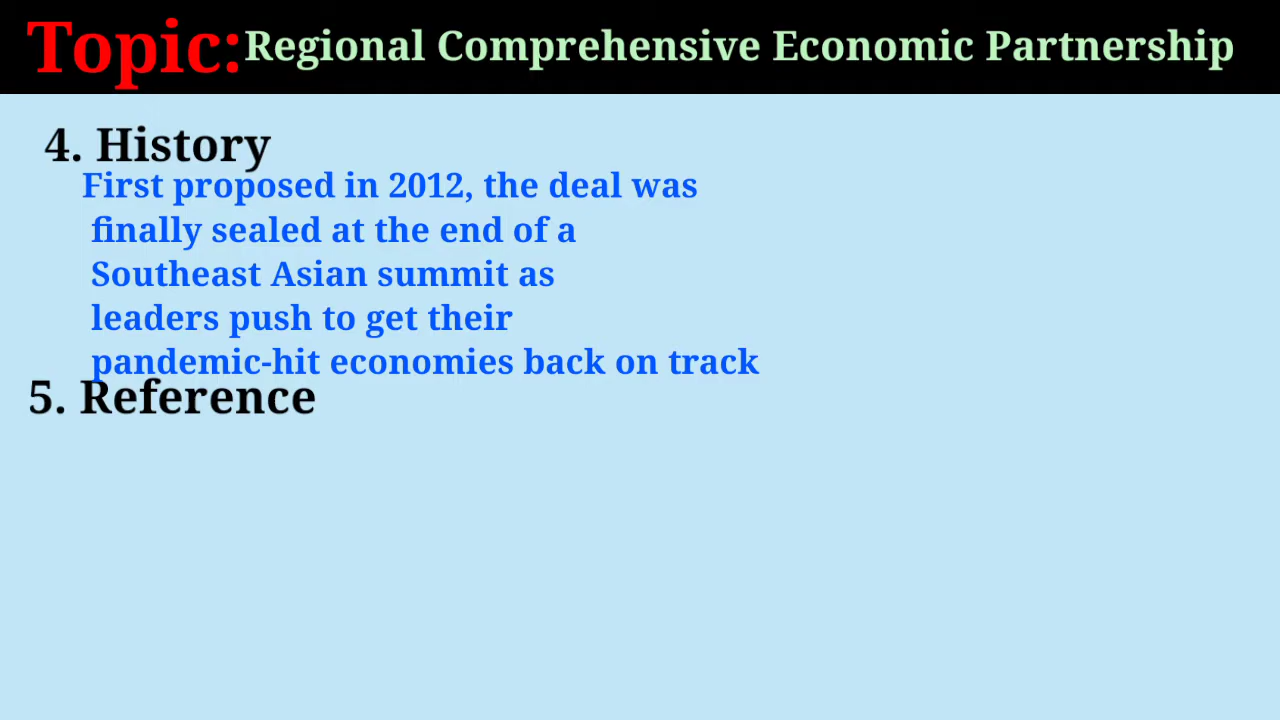 Topic: Regional Comprehensive Economic Partnership
4. History
First proposed in 2012, the deal was
finally sealed at the end of a
Southeast Asian summit as
leaders push to get their
pandemic-hit economies back on track
5. Reference